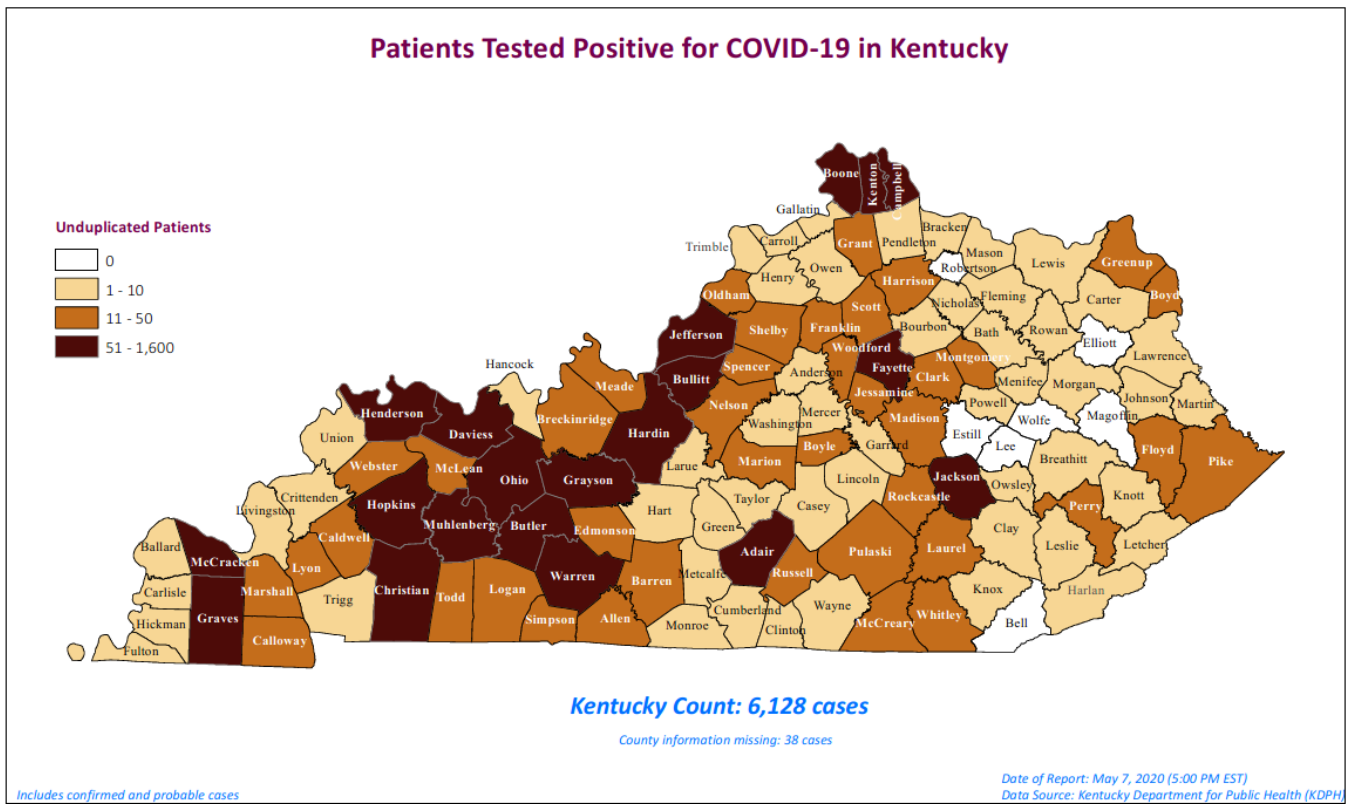 Patients Tested Positive for COVID-19 in Kentucky
Unduplicated Patients
0
1 - 10
11 - 50
51 - 1,600
Boone
Kenton
Campbell
Gallatin
Trimble
Carroll
Grant
Pendleton
Bracken
Mason
Robertson
Lewis
Greenup
Boyd
Carter
Owen
Henry
Harrison
Oldham
Scott
Nicholas
Fleming
Rowan
Bath
Elliott
Lawrence
Jefferson
Shelby
Franklin
Bourbon
Woodford
Fayette
Montgomery
Clark
Menifee
Morgan
Johnson
Martin
Magoffin
Spencer
Anderson
Bullitt
Jessamine
Powell
Wolfe
Hancock
Meade
Breckinridge
Nelson
Mercer
Washington
Madison
Estill
Lee
Breathitt
Floyd
Pike
Henderson
Daviess
Union
Hardin
Garrard
Boyle
Marion
Larue
Webster
McLean
Ohio
Grayson
Lincoln
Jackson
Owsley
Rockcastle
Perry
Knott
Crittenden
Livingston
Hopkins
Muhlenberg
Butler
Edmonson
Hart
Taylor
Casey
Green
Clay
Leslie
Letcher
Caldwell
Ballard
McCracken
Lyon
Adair
Pulaski
Laurel
Russell
Warren
Barren
Metcalfe
Carlisle
Marshall
Trigg
Christian
Todd
Logan
Knox
Harlan
Hickman
Graves
Simpson
Allen
Monroe
Cumberland
Clinton
Wayne
McCreary
Whitley
Bell
Calloway
Fulton
Kentucky Count: 6,128 cases
County information missing: 38 cases
Date of Report: May 7, 2020 (5:00 PM EST)
Includes confirmed and probable cases
Data Source: Kentucky Department for Public Health (KDPH)